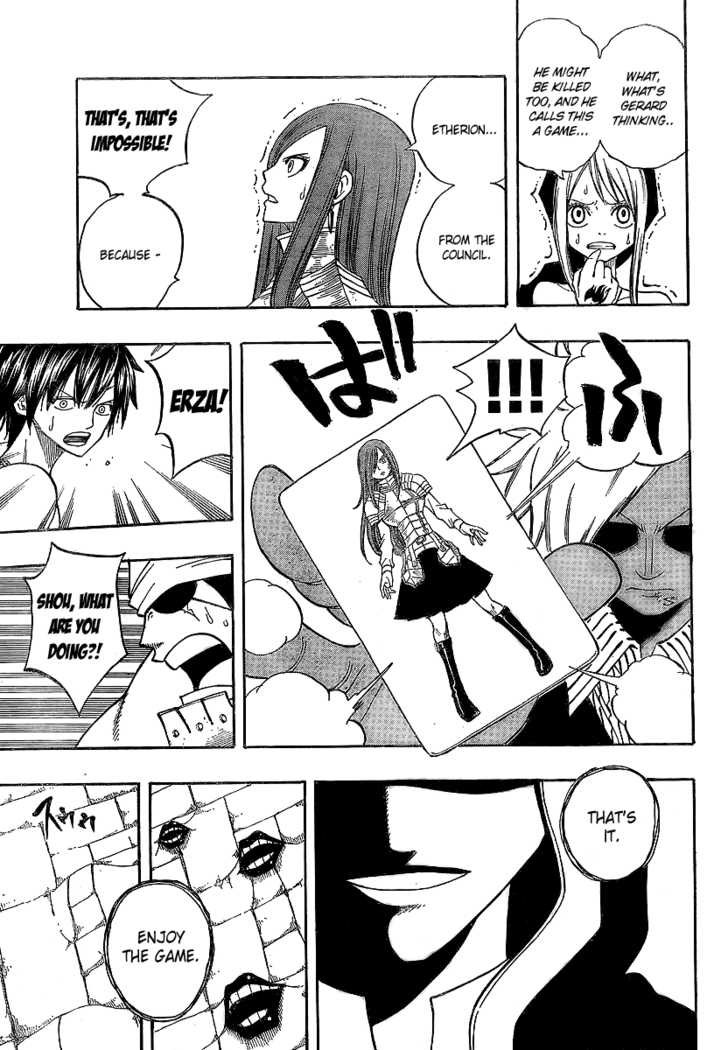 WHAT,
WHAT'S
GERARD
THINKING..
HE MIGHT
BE KILLED
TOO, AND HE
CALLS THIS
A GAME...
ETHERION...
FROM THE
COUNCIL.
THAT'S, THAT'S
IMPOSSIBLE!
BECAUSE -
ふ
!!!
ば
ERZA!
SHOU, WHAT
ARE YOU
DOING?!
THAT'S
IT.
ENJOY
THE GAME.